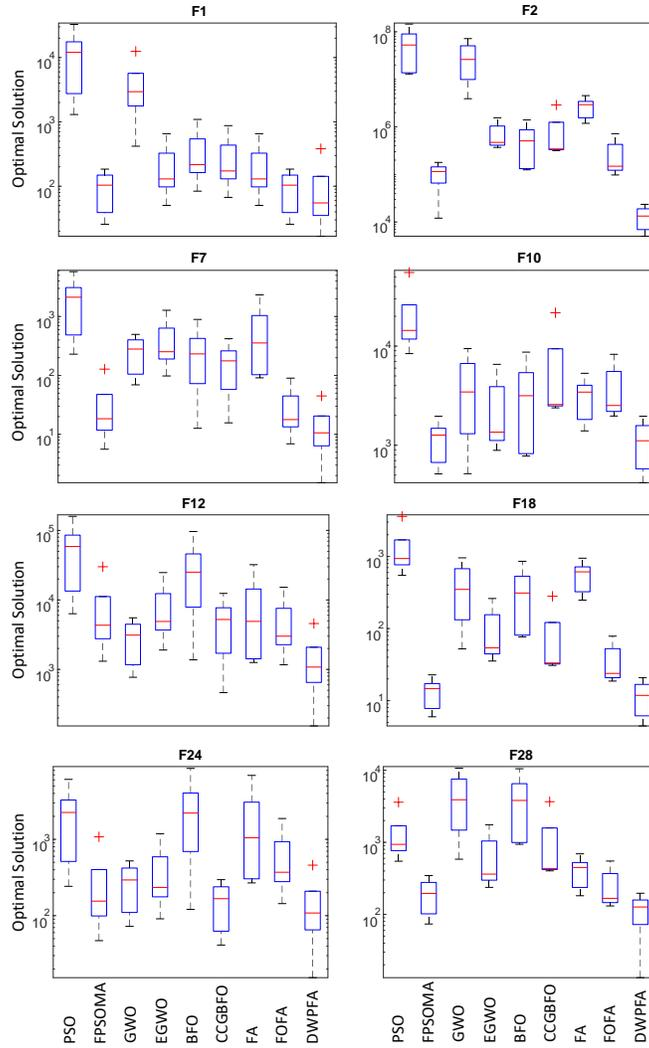 F1
F2
Optimal Solution
10^4
10^3
10^2
10^8
10^6
10^4
F7
F10
Optimal Solution
10^3
10^2
10^1
10^4
10^3
F12
F18
Optimal Solution
10^5
10^4
10^3
10^3
10^2
10^1
F24
F28
Optimal Solution
10^3
10^2
10^4
10^3
10^2
PSO
FPSOMA
GWO
EGWO
BFO
CCGBFO
FA
FOFA
DWPFA
PSO
FPSOMA
GWO
EGWO
BFO
CCGBFO
FA
FOFA
DWPFA